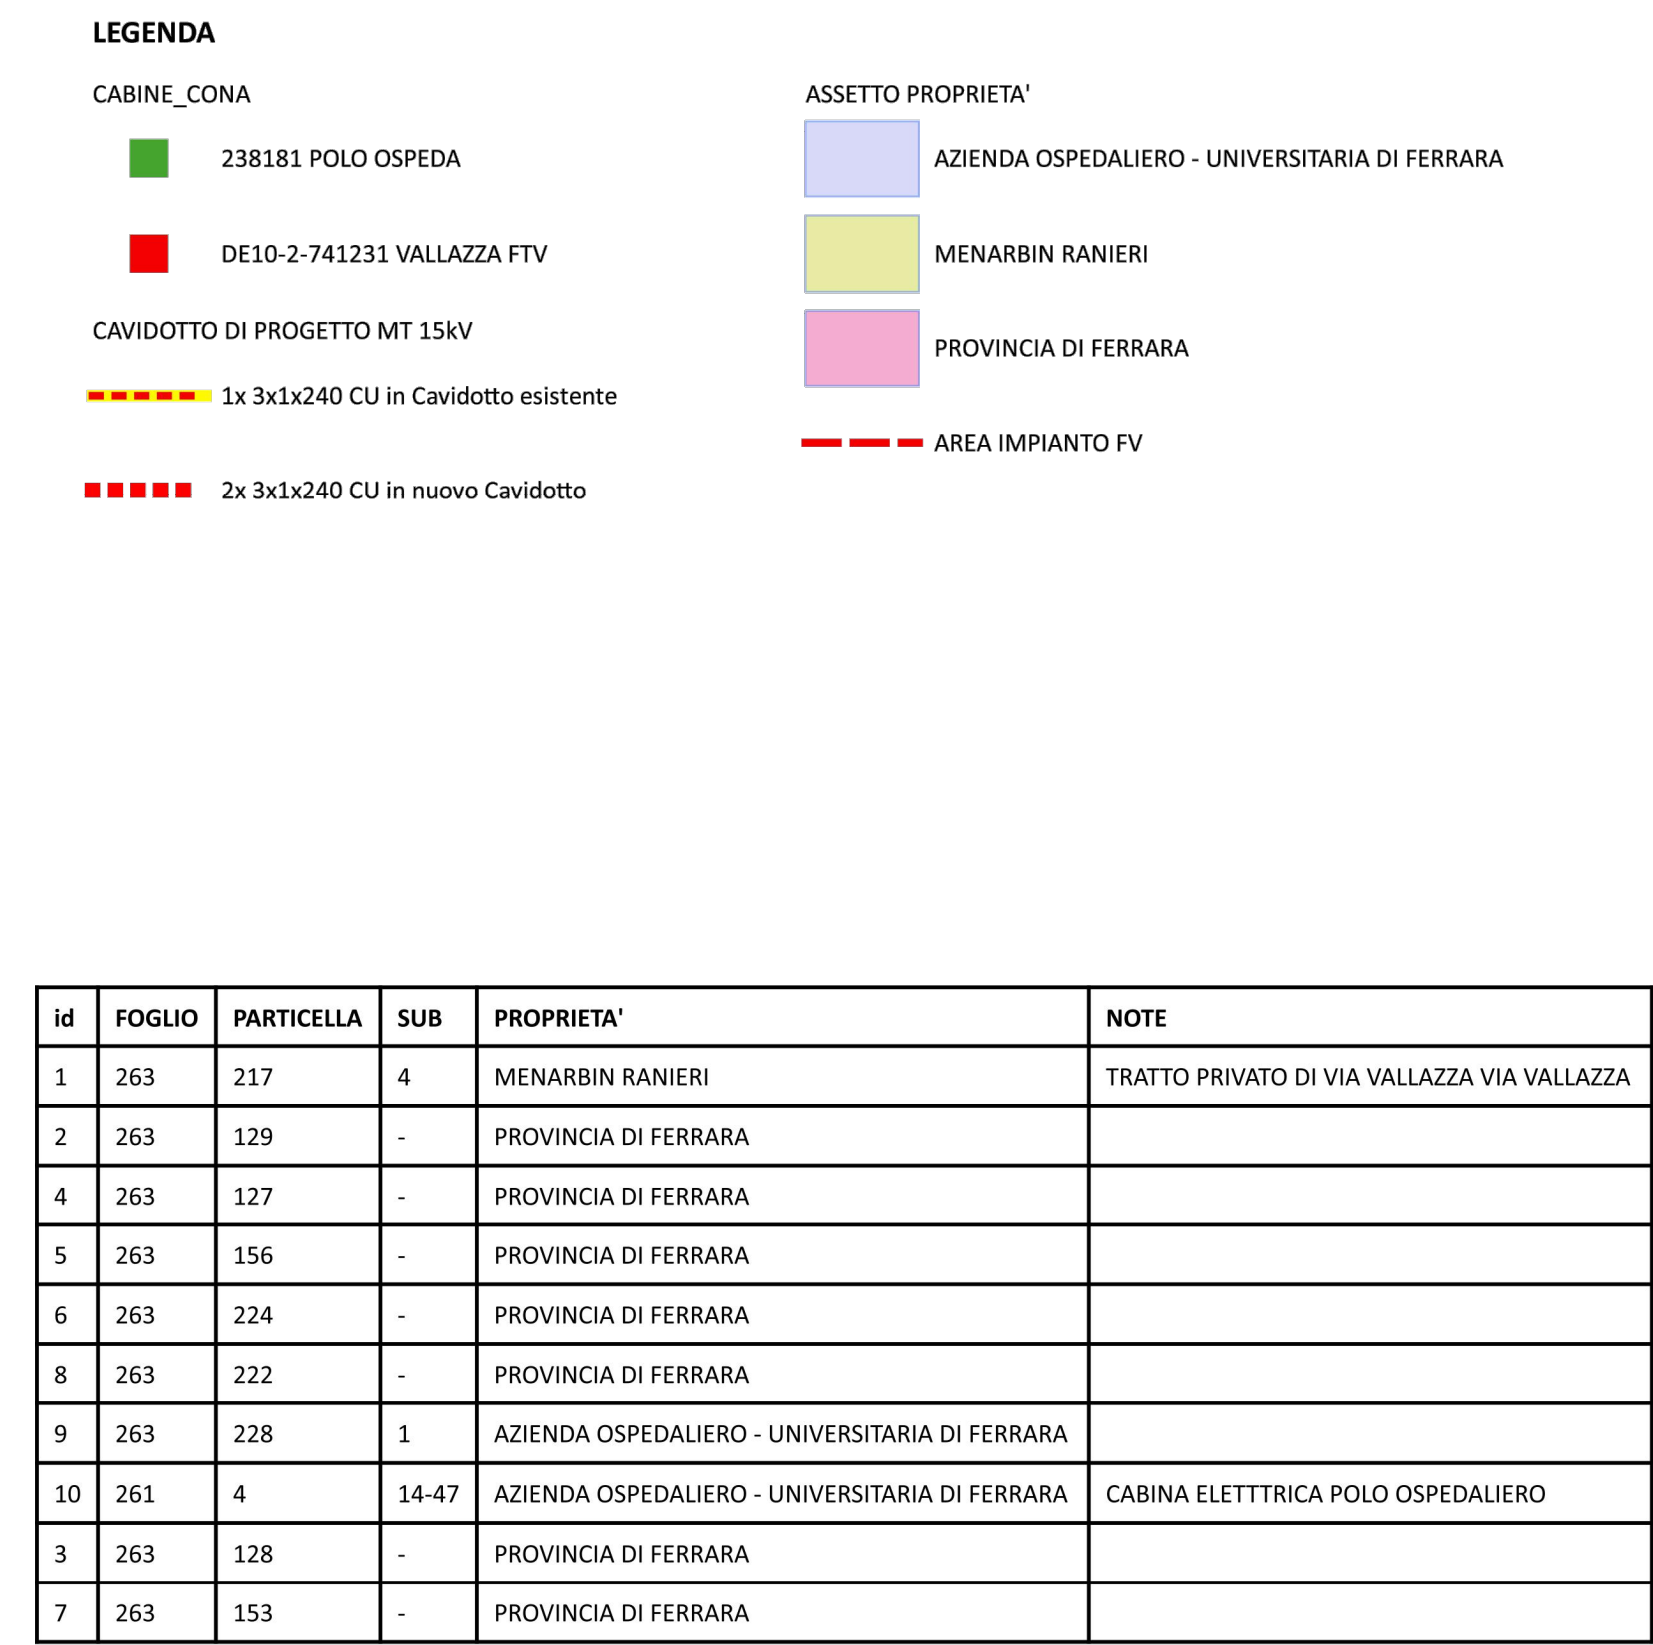 LEGENDA
CABINE_CONA
238181 POLO OSPEDA
DE10-2-741231 VALLAZZA FTV
CAVIDOTTO DI PROGETTO MT 15kV
1x 3x1x240 CU in Cavidotto esistente
2x 3x1x240 CU in nuovo Cavidotto
ASSETTO PROPRIETA'
AZIENDA OSPEDALIERO - UNIVERSITARIA DI FERRARA
MENARBIN RANIERI
PROVINCIA DI FERRARA
AREA IMPIANTO FV
id FOGLIO PARTICELLA SUB PROPRIETA' NOTE
1 263 217 4 MENARBIN RANIERI TRATTO PRIVATO DI VIA VALLAZZA VIA VALLAZZA
2 263 129 - PROVINCIA DI FERRARA
4 263 127 - PROVINCIA DI FERRARA
5 263 156 - PROVINCIA DI FERRARA
6 263 224 - PROVINCIA DI FERRARA
8 263 222 - PROVINCIA DI FERRARA
9 263 228 1 AZIENDA OSPEDALIERO - UNIVERSITARIA DI FERRARA
10 261 4 14-47 AZIENDA OSPEDALIERO - UNIVERSITARIA DI FERRARA CABINA ELETTTRICA POLO OSPEDALIERO
3 263 128 - PROVINCIA DI FERRARA
7 263 153 - PROVINCIA DI FERRARA